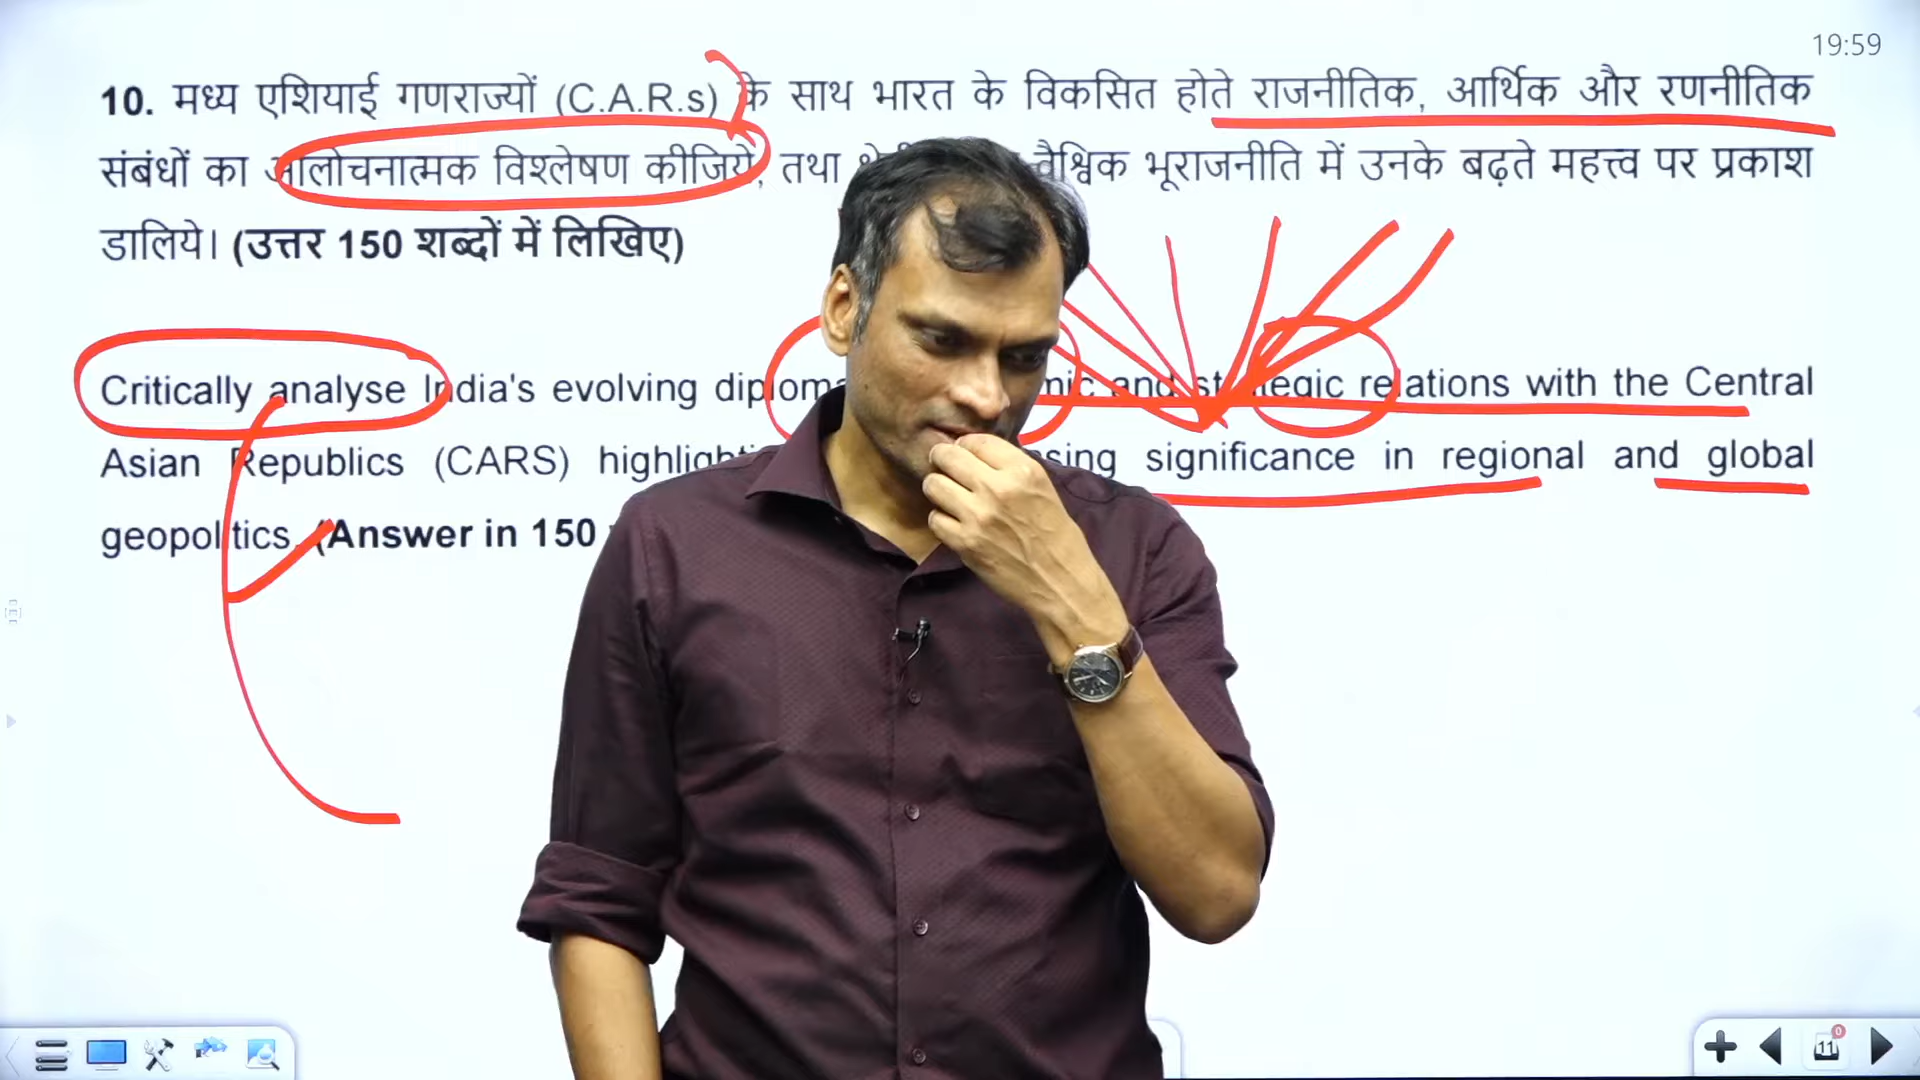 19:59
10. मध्य एशियाई गणराज्यों (C.A.R.s) के साथ भारत के विकसित होते राजनीतिक, आर्थिक और रणनीतिक
संबंधों का आलोचनात्मक विश्लेषण कीजिये, तथा वैश्विक भूराजनीति में उनके बढ़ते महत्त्व पर प्रकाश
डालिये। (उत्तर 150 शब्दों में लिखिए)
Critically analyse India's evolving relations with the Central
Asian Republics (CARS) significance in regional and global
geopolitics. (Answer in 150
11
0